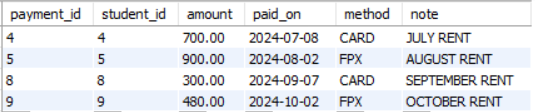 payment_id student_id amount paid_on method note
4 4 700.00 2024-07-08 CARD JULY RENT
5 5 900.00 2024-08-02 FPX AUGUST RENT
8 8 300.00 2024-09-07 CARD SEPTEMBER RENT
9 9 480.00 2024-10-02 FPX OCTOBER RENT